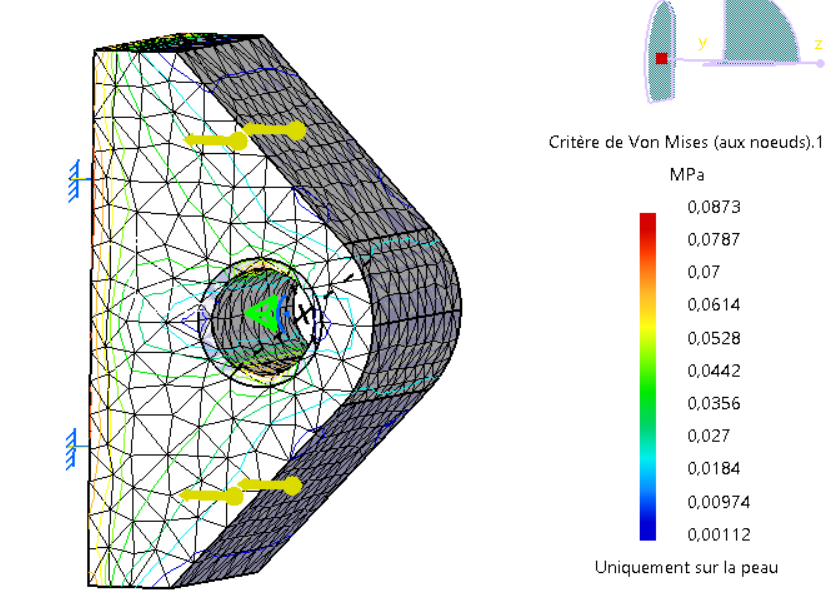 y
z
Critère de Von Mises (aux noeuds).1
MPa
0,0873
0,0787
0,07
0,0614
0,0528
0,0442
0,0356
0,027
0,0184
0,00974
0,00112
Uniquement sur la peau